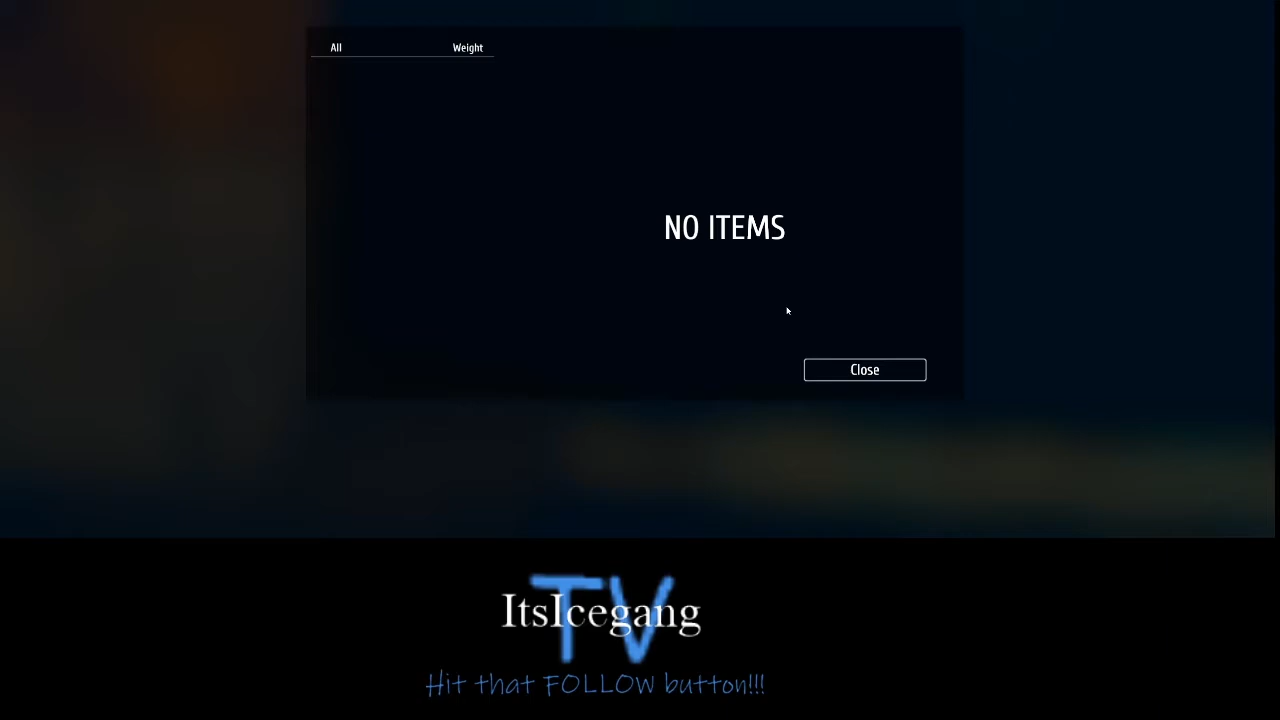 All Weight
NO ITEMS
Close
TV
ItsIcegang
Hit that FOLLOW button!!!